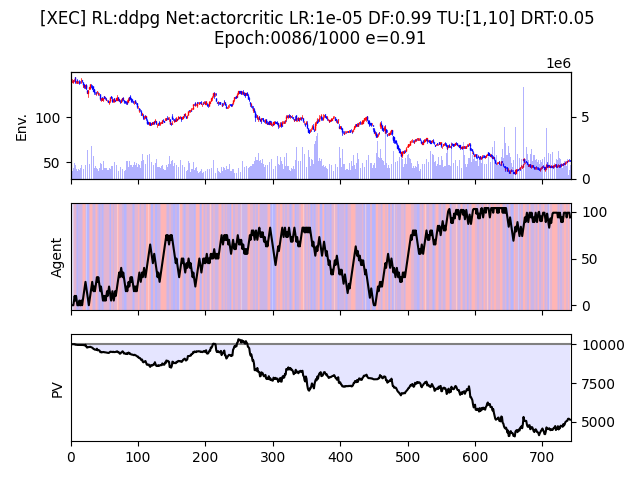 [XEC] RL:ddpg Net:actorcritic LR:1e-05 DF:0.99 TU:[1,10] DRT:0.05
Epoch:0086/1000 e=0.91
1e6
Env.
100
50
5
0
Agent
100
50
0
PV
10000
7500
5000
0 100 200 300 400 500 600 700